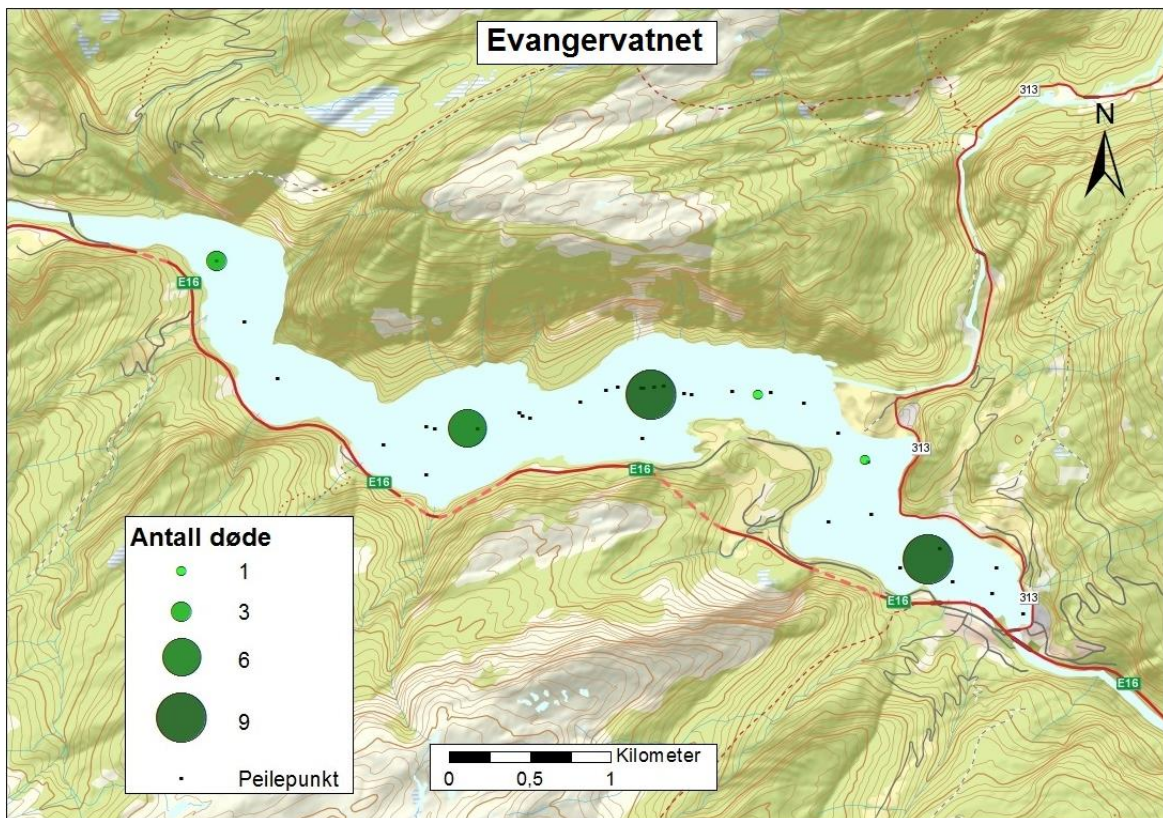 Evangervatnet
313
N
E16
313
E16
E16
313
E16
E16
Antall døde
1
3
6
9
Peilepunkt
Kilometer
0 0,5 1